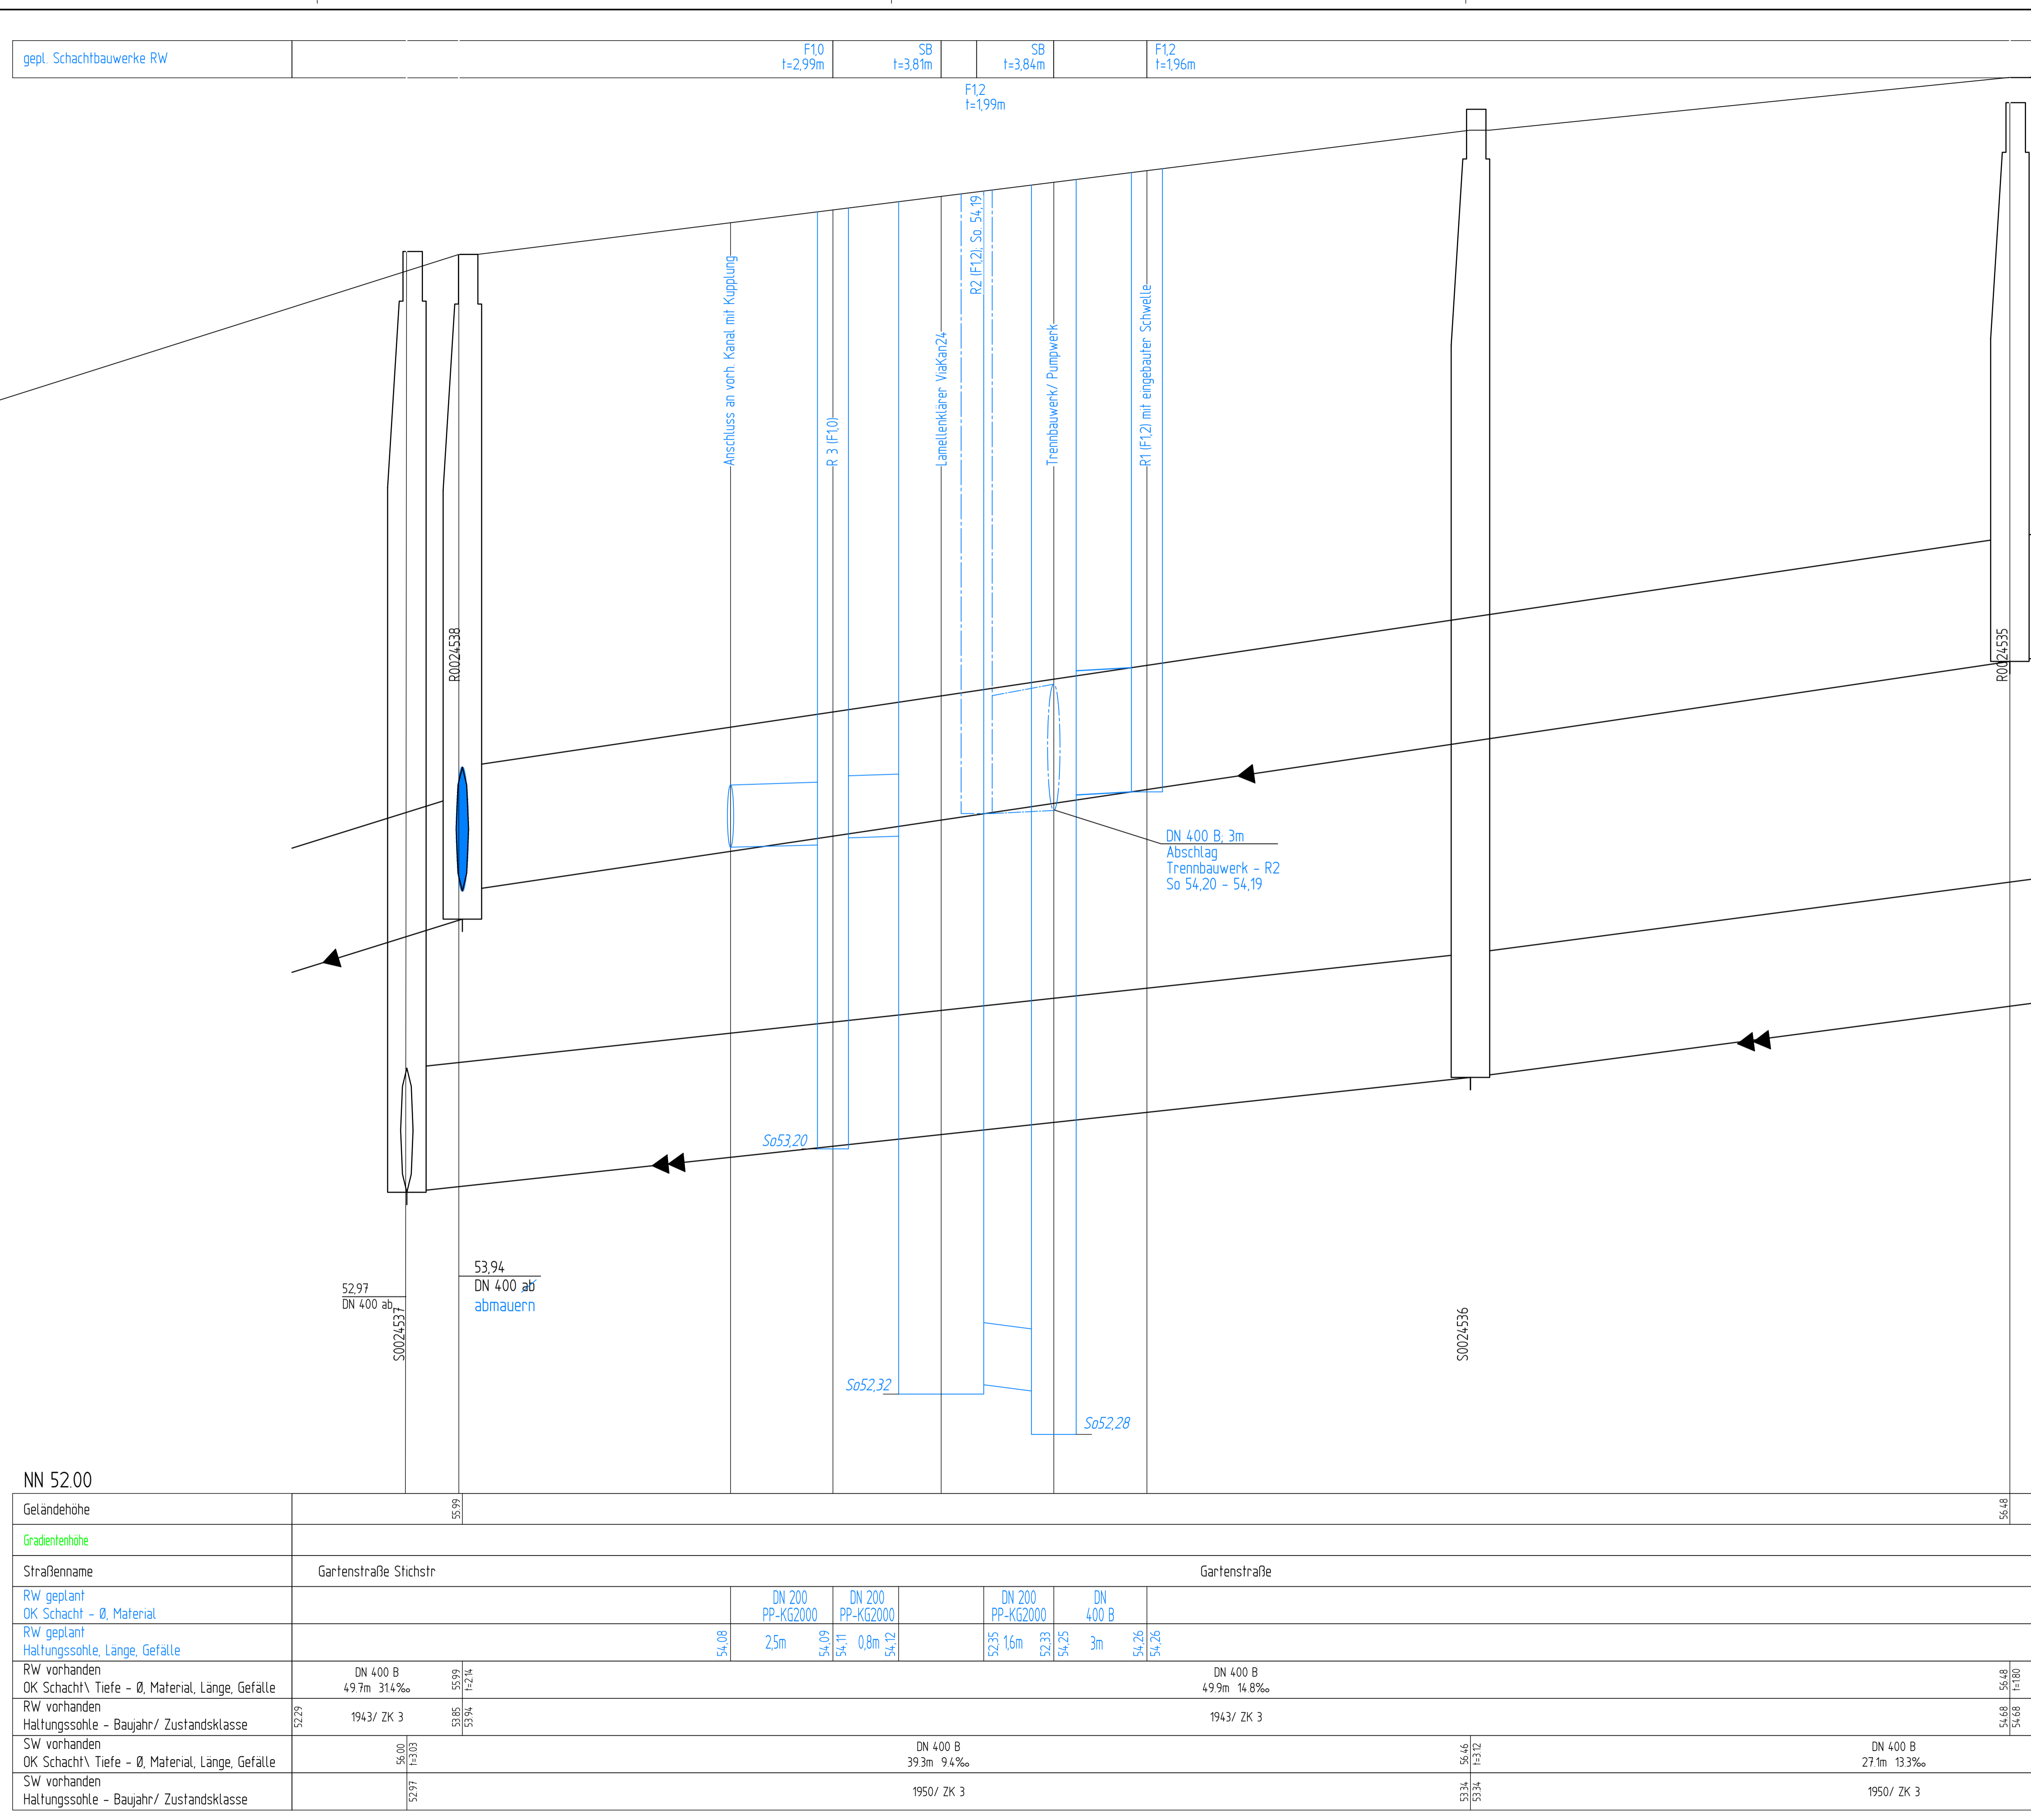 gepl. Schachtbauwerke RW
F1,0
t=2,99m
SB
t=3,81m
SB
t=3,84m
F1,2
t=1,96m
F1,2
t=1,99m
Anschluss an vorh. Kanal mit Kupplung
R 3 (F1,0)
Lamellenklärer ViaKan24
R2 (F1,2), So. 54,19
Trennbauwerk/ Pumpwerk
R1 (F1,2) mit eingebauter Schwelle
R0024538
R0024535
DN 400 B; 3m
Abschlag
Trennbauwerk - R2
So 54,20 - 54,19
So53,20
53,94
DN 400 ab
abmauern
52,97
DN 400 ab
S0024537
S0024536
So52,32
So52,28
NN 52.00
Geländehöhe
55.99
56.48
Gradientenhöhe
Straßenname
Gartenstraße Stichstr
Gartenstraße
RW geplant
OK Schacht - Ø, Material
DN 200
PP-KG2000
DN 200
PP-KG2000
DN 200
PP-KG2000
DN
400 B
RW geplant
Haltungssohle, Länge, Gefälle
54,08
2,5m
54,09
54,11
0,8m
54,12
52,35
1,6m
52,33
54,25
3m
54,26
54,26
RW vorhanden
OK Schacht\ Tiefe - Ø, Material, Länge, Gefälle
DN 400 B
49.7m 31.4‰
55.99
t=2.14
DN 400 B
49.9m 14.8‰
56.48
t=1.80
RW vorhanden
Haltungssohle - Baujahr/ Zustandsklasse
52.29
1943/ ZK 3
53.85
53.94
1943/ ZK 3
54.68
54.68
SW vorhanden
OK Schacht\ Tiefe - Ø, Material, Länge, Gefälle
56.00
t=3.03
DN 400 B
39.3m 9.4‰
56.46
t=3.12
DN 400 B
27.1m 13.3‰
SW vorhanden
Haltungssohle - Baujahr/ Zustandsklasse
52.97
1950/ ZK 3
53.34
53.34
1950/ ZK 3